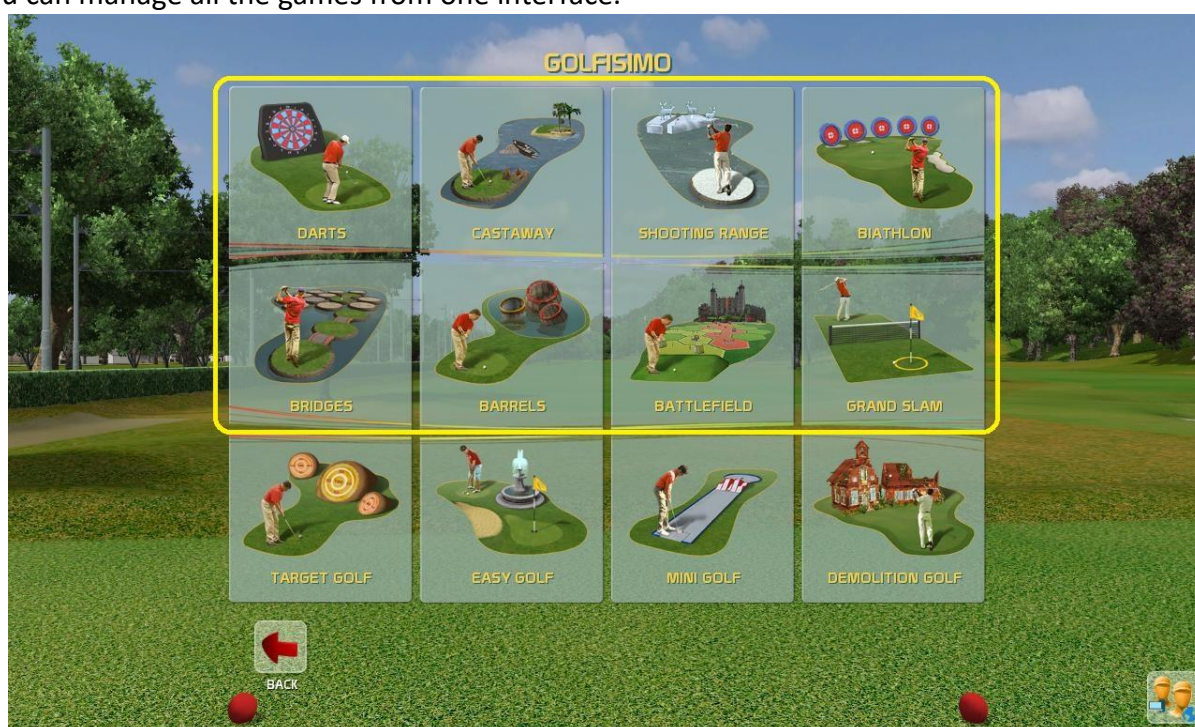 u can manage all the games from one interface.
GOLFISIMO
DARTS CASTAWAY SHOOTING RANGE BIATHLON
BRIDGES BARRELS BATTLEFIELD GRAND SLAM
TARGET GOLF EASY GOLF MINI GOLF DEMOLITION GOLF
BACK